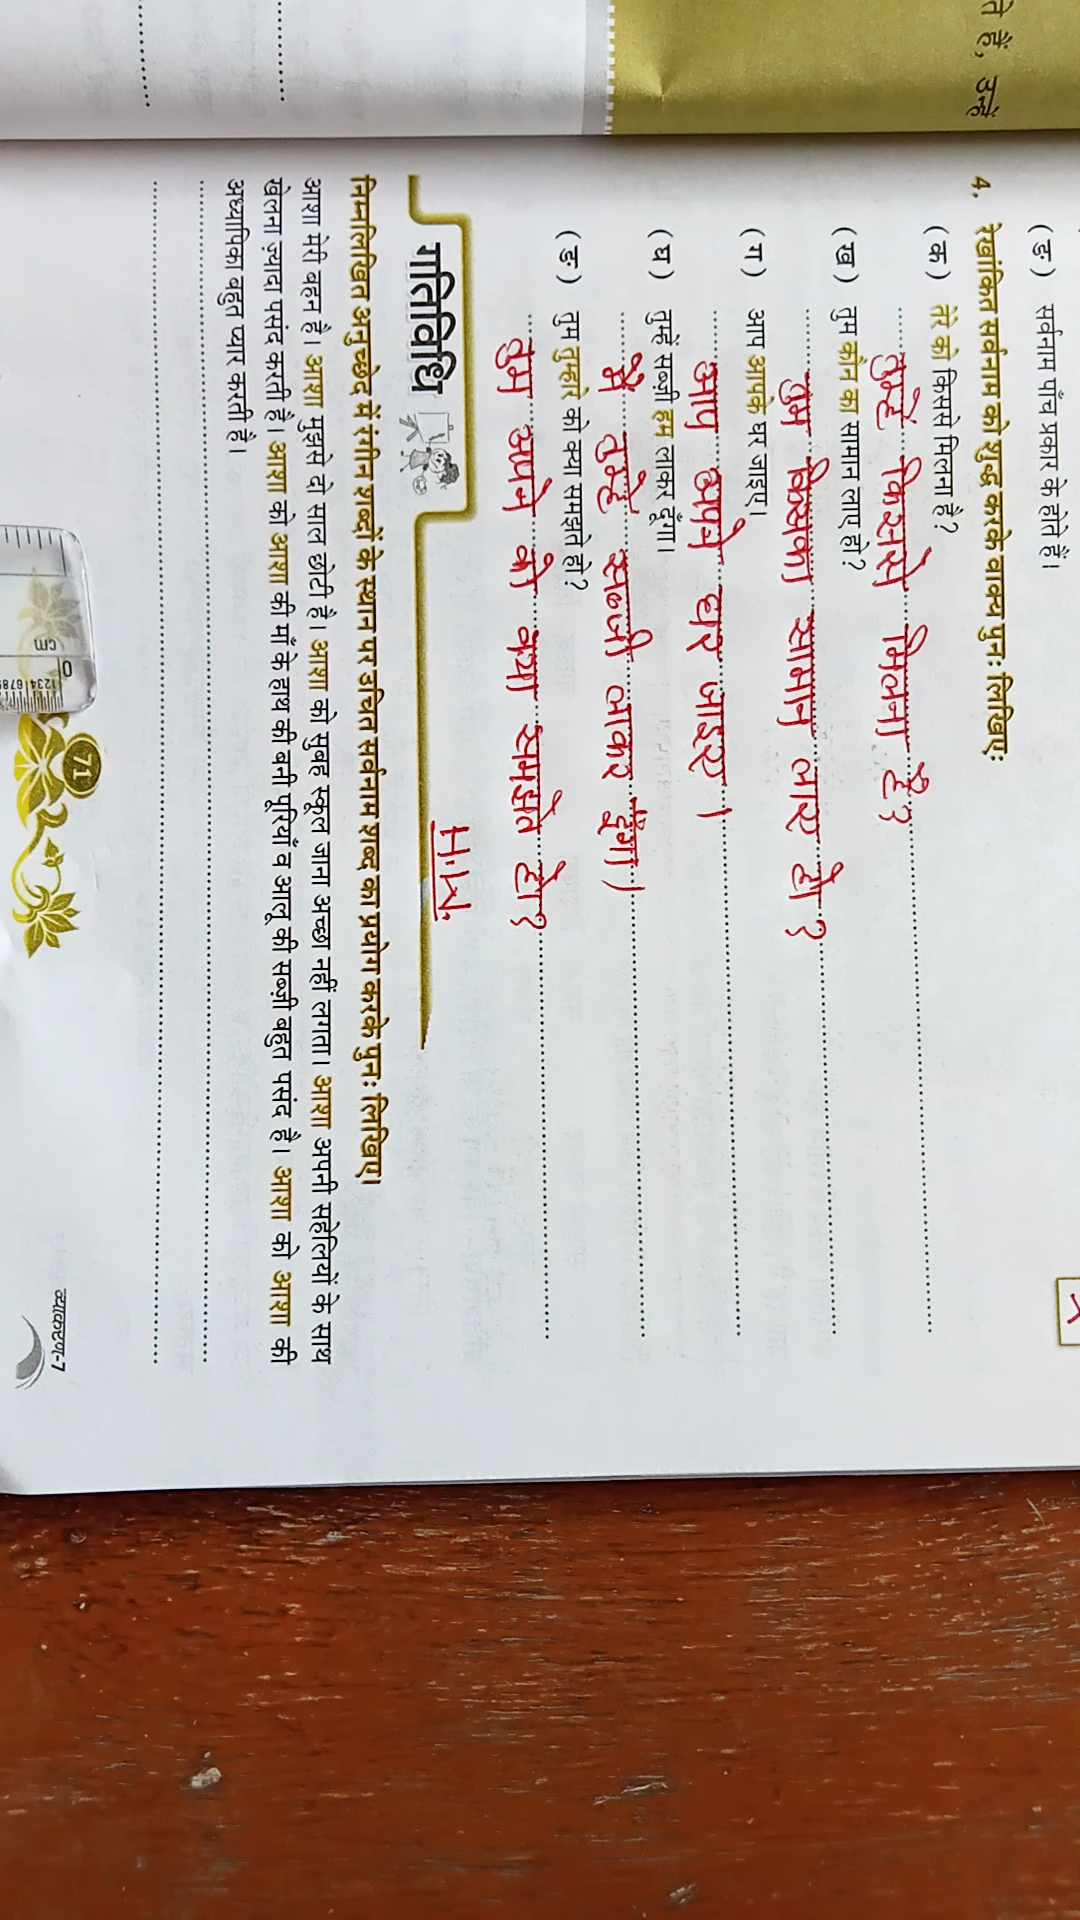 ते हैं, उन्हें
(ङ) सर्वनाम पाँच प्रकार के होते हैं।
4. रेखांकित सर्वनाम को शुद्ध करके वाक्य पुनः लिखिए:
(क) तेरे को किससे मिलना है?
तुम्हें किससे मिलना है?
(ख) तुम कौन का सामान लाए हो?
तुम किसका सामान लाए हो?
(ग) आप आपके घर जाइए।
आप अपने घर जाइए।
(घ) तुम्हें सब्ज़ी हम लाकर दूँगा।
मैं तुम्हें सब्जी लाकर दूँगा।
(ङ) तुम तुम्हारे को क्या समझते हो?
तुम अपने को क्या समझते हो?
H.W.
गतिविधि
निम्नलिखित अनुच्छेद में रंगीन शब्दों के स्थान पर उचित सर्वनाम शब्द का प्रयोग करके पुनः लिखिए।
आशा मेरी बहन है। आशा मुझसे दो साल छोटी है। आशा को सुबह स्कूल जाना अच्छा नहीं लगता। आशा अपनी सहेलियों के साथ
खेलना ज़्यादा पसंद करती है। आशा को आशा की माँ के हाथ की बनी पूरियाँ व आलू की सब्ज़ी बहुत पसंद है। आशा को आशा की
अध्यापिका बहुत प्यार करती है।
cm
0
71
व्याकरण-7